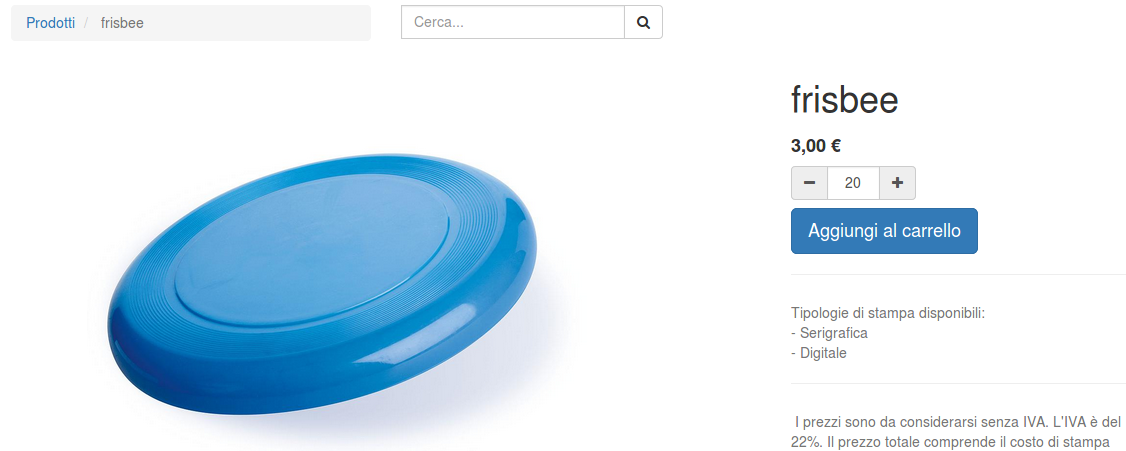 Prodotti / frisbee
Cerca...
frisbee
3,00 €
20
Aggiungi al carrello
Tipologie di stampa disponibili:
- Serigrafica
- Digitale
I prezzi sono da considerarsi senza IVA. L'IVA è del
22%. Il prezzo totale comprende il costo di stampa